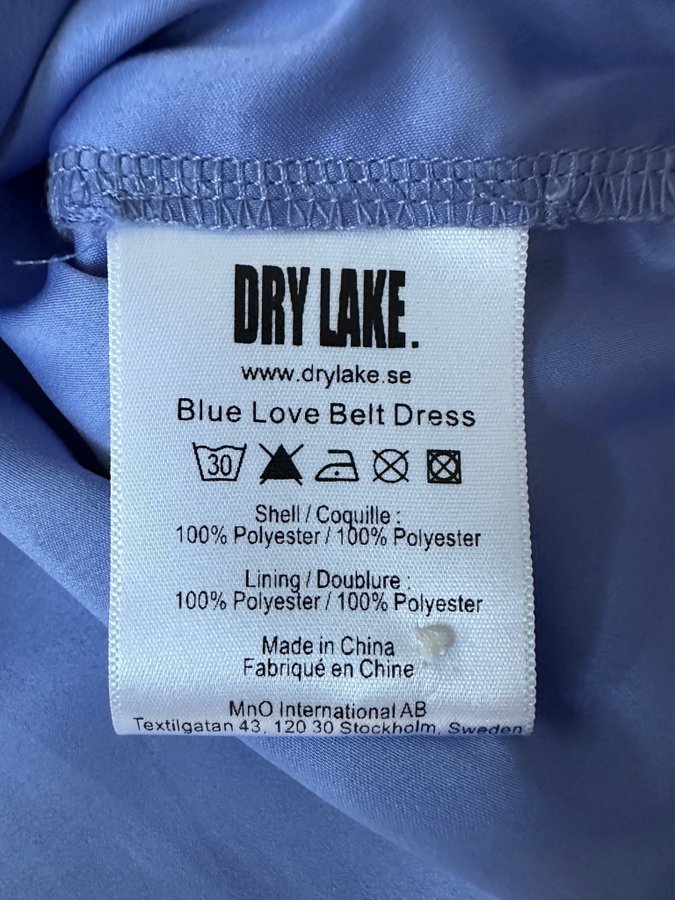 DRY LAKE.
www.drylake.se
Blue Love Belt Dress
30
Shell / Coquille :
100% Polyester / 100% Polyester
Lining / Doublure :
100% Polyester / 100% Polyester
Made in China
Fabriqué en Chine
MnO International AB
Textilgatan 43, 120 30 Stockholm, Sweden